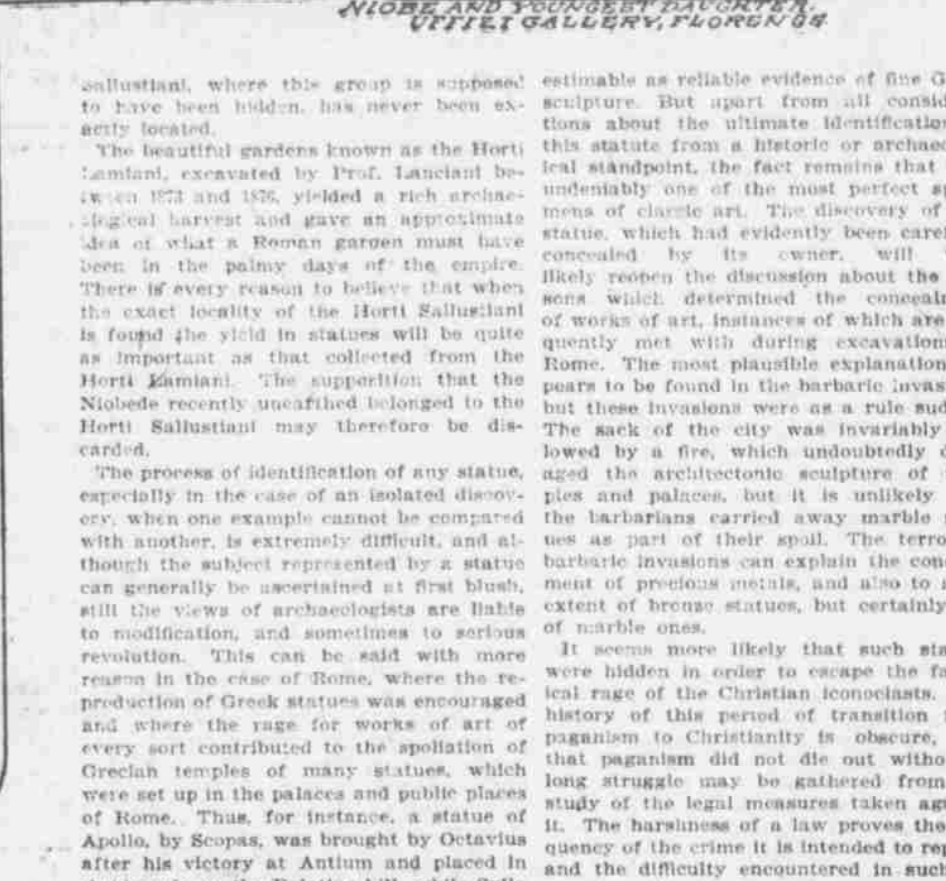 NIOBE AND YOUNGEST DAUGHTER.
UFFIZI GALLERY, FLORENCE
Sallustiani, where this group is supposed
to have been hidden, has never been ex-
actly located.
The beautiful gardens known as the Horti
Lamiani, excavated by Prof. Lanciani be-
tween 1873 and 1876, yielded a rich archae-
ological harvest and gave an approximate
idea of what a Roman garden must have
been in the palmy days of the empire.
There is every reason to believe that when
the exact locality of the Horti Sallustiani
is found the yield in statues will be quite
as important as that collected from the
Horti Lamiani. The supposition that the
Niobede recently unearthed belonged to the
Horti Sallustiani may therefore be dis-
carded.
The process of identification of any statue,
especially in the case of an isolated discov-
ery, when one example cannot be compared
with another, is extremely difficult, and al-
though the subject represented by a statue
can generally be ascertained at first blush,
still the views of archaeologists are liable
to modification, and sometimes to serious
revolution. This can be said with more
reason in the case of Rome, where the re-
production of Greek statues was encouraged
and where the rage for works of art of
every sort contributed to the spoliation of
Grecian temples of many statues, which
were set up in the palaces and public places
of Rome. Thus, for instance, a statue of
Apollo, by Scopas, was brought by Octavius
after his victory at Antium and placed in
estimable as reliable evidence of fine G
sculpture. But apart from all consid
tions about the ultimate identification
this statute from a historic or archaeo
ical standpoint, the fact remains that
undeniably one of the most perfect s
mens of classic art. The discovery of
statue, which had evidently been caref
concealed by its owner, will
likely reopen the discussion about the
sons which determined the conceal
of works of art, instances of which are
quently met with during excavations
Rome. The most plausible explanation
pears to be found in the barbaric invas
but these invasions were as a rule sud
The sack of the city was invariably
lowed by a fire, which undoubtedly d
aged the architectonic sculpture of
ples and palaces, but it is unlikely
the barbarians carried away marble
ues as part of their spoil. The terro
barbaric invasions can explain the conc
ment of precious metals, and also to
extent of bronze statues, but certainly
of marble ones.
It seems more likely that such sta
were hidden in order to escape the fa
ical rage of the Christian iconoclasts.
history of this period of transition
paganism to Christianity is obscure,
that paganism did not die out witho
long struggle may be gathered from
study of the legal measures taken aga
it. The harshness of a law proves the
quency of the crime it is intended to rep
and the difficulty encountered in such